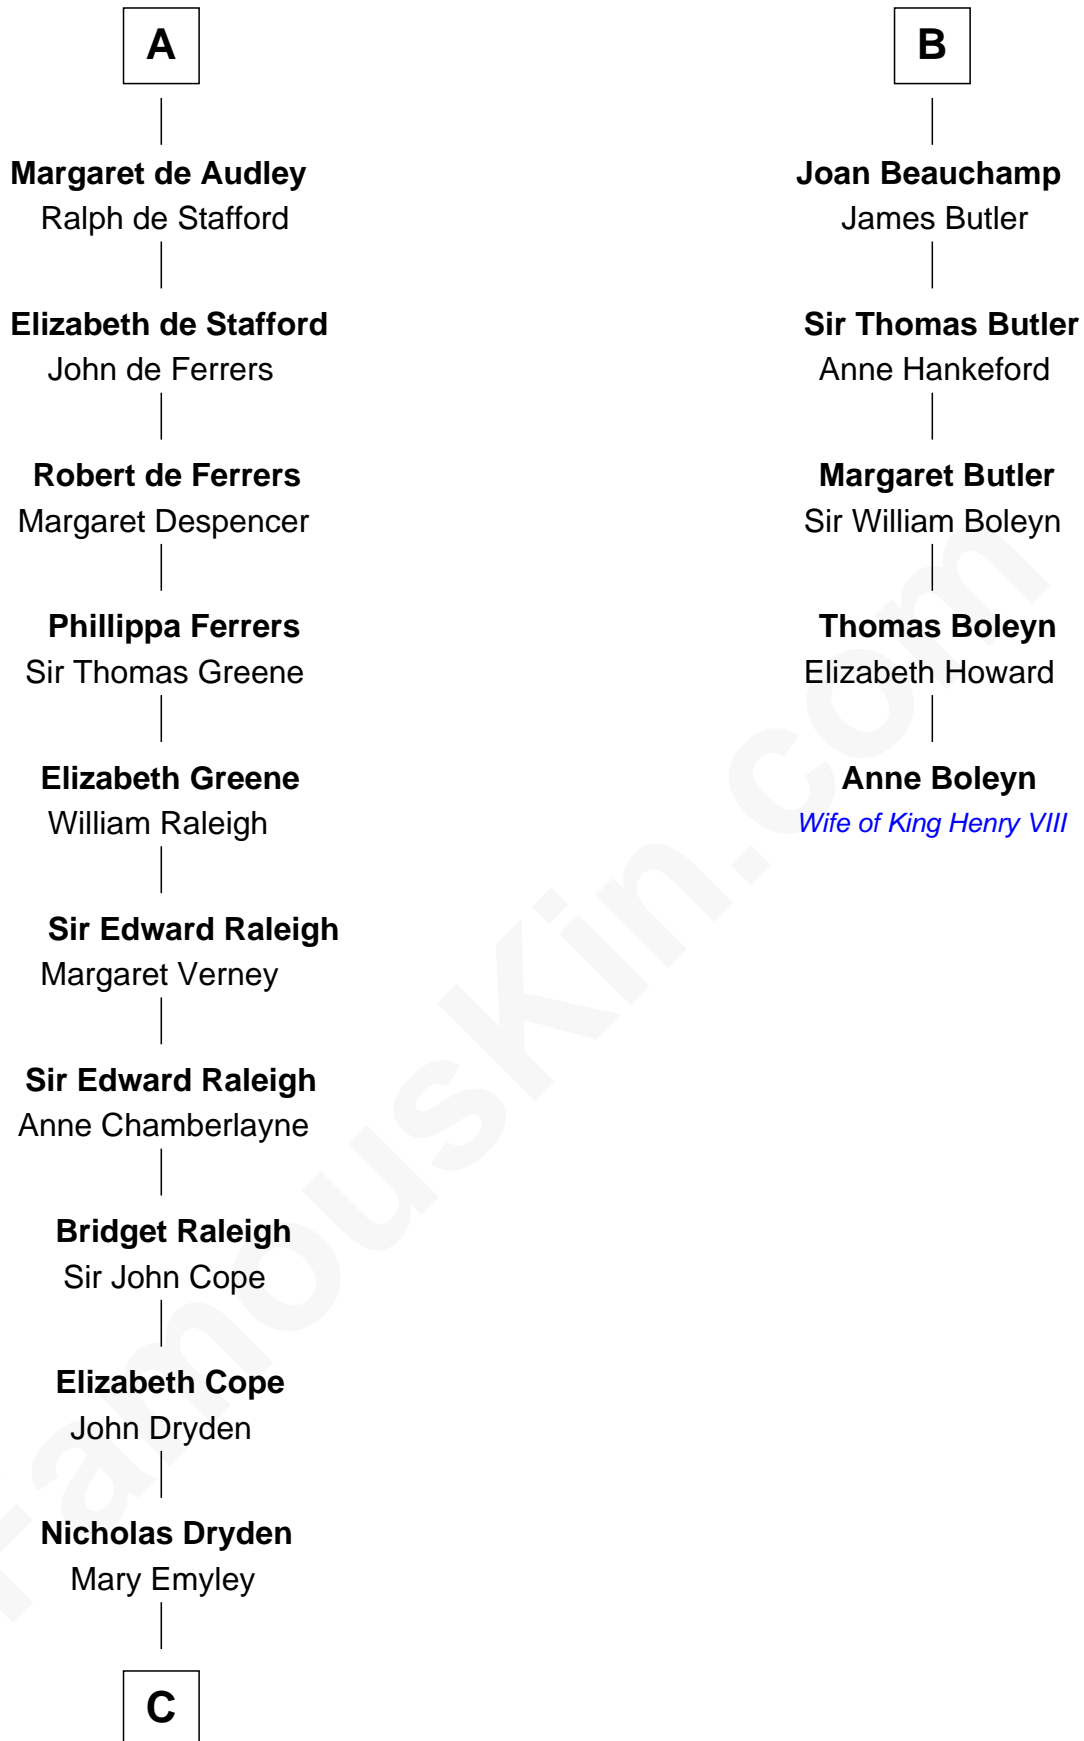 A
Margaret de Audley
Ralph de Stafford
Elizabeth de Stafford
John de Ferrers
Robert de Ferrers
Margaret Despencer
Phillippa Ferrers
Sir Thomas Greene
Elizabeth Greene
William Raleigh
Sir Edward Raleigh
Margaret Verney
Sir Edward Raleigh
Anne Chamberlayne
Bridget Raleigh
Sir John Cope
Elizabeth Cope
John Dryden
Nicholas Dryden
Mary Emyley
C
B
Joan Beauchamp
James Butler
Sir Thomas Butler
Anne Hankeford
Margaret Butler
Sir William Boleyn
Thomas Boleyn
Elizabeth Howard
Anne Boleyn
Wife of King Henry VIII
FamousKin.com